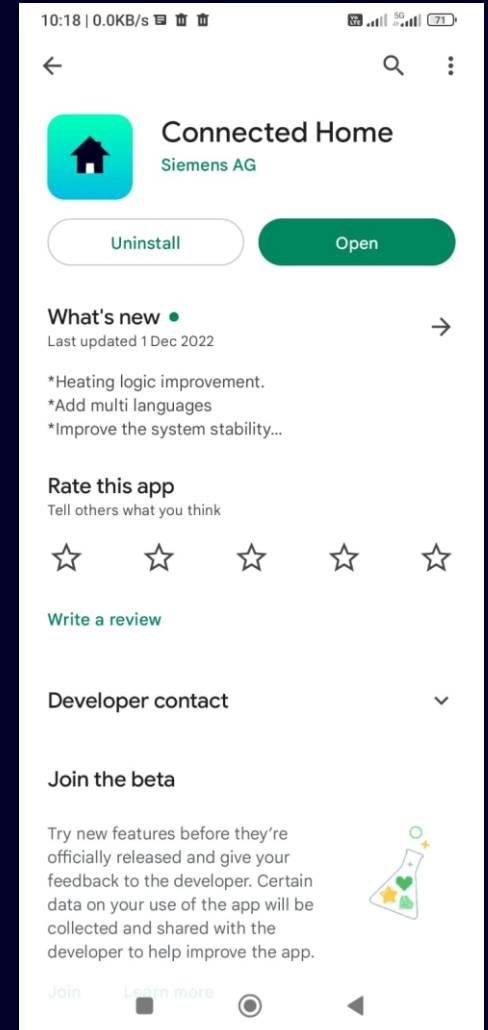 10:18 | 0.0KB/s
Vo LTE 5G 71
Connected Home
Siemens AG
Uninstall Open
What's new
Last updated 1 Dec 2022
*Heating logic improvement.
*Add multi languages
*Improve the system stability...
Rate this app
Tell others what you think
Write a review
Developer contact
Join the beta
Try new features before they're
officially released and give your
feedback to the developer. Certain
data on your use of the app will be
collected and shared with the
developer to help improve the app.
Join Learn more